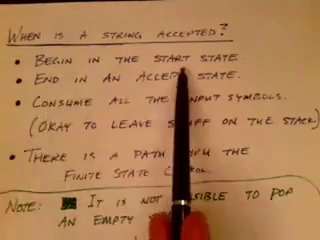 WHEN IS A STRING ACCEPTED?
• BEGIN IN THE START STATE
• END IN AN ACCEPT STATE.
• CONSUME ALL THE INPUT SYMBOLS.
(OKAY TO LEAVE ON THE STACK)
• THERE IS A PATH THRU THE
FINITE STATE
NOTE: IT IS NOT TO POP
AN EMPTY